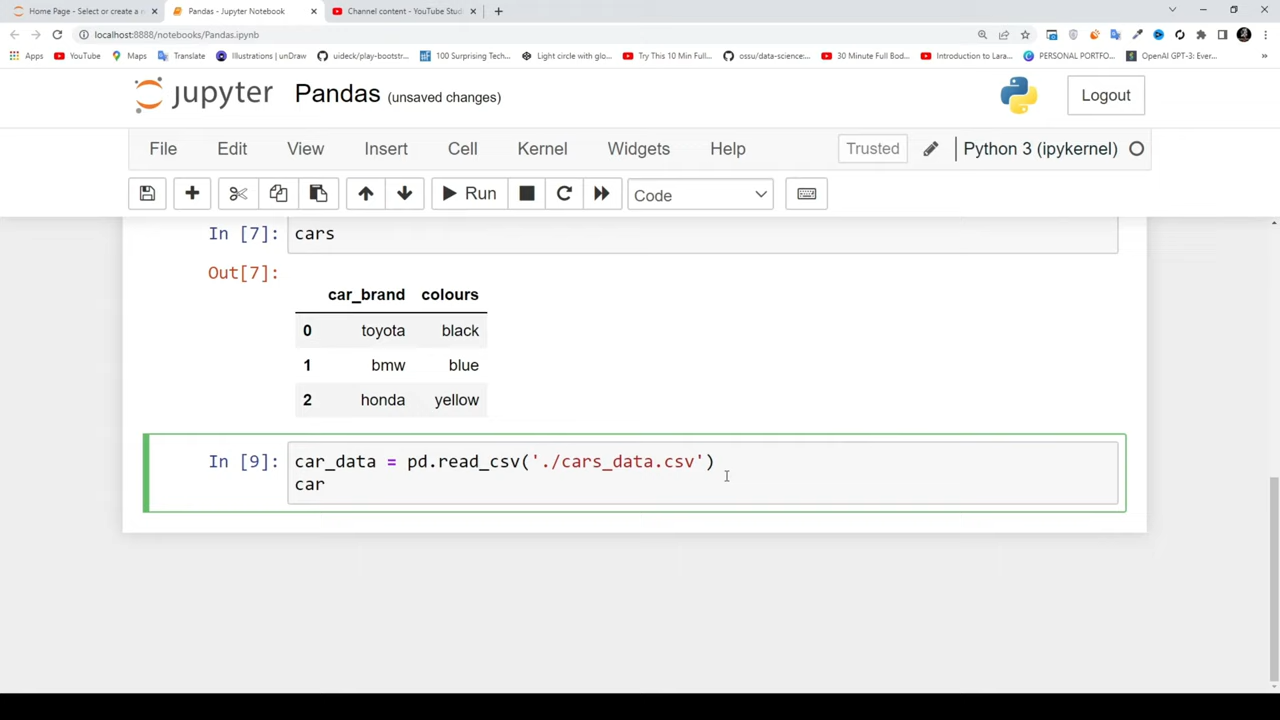 Home Page - Select or create a n
Pandas - Jupyter Notebook
Channel content - YouTube Stud
localhost:8888/notebooks/Pandas.ipynb
Apps
YouTube
Maps
Translate
Illustrations | unDraw
uideck/play-bootstr...
100 Surprising Tech...
Light circle with glo...
Try This 10 Min Full...
ossu/data-science:...
30 Minute Full Bod...
Introduction to Lara...
PERSONAL PORTFO...
OpenAI GPT-3: Ever...
»
jupyter Pandas (unsaved changes)
Logout
File Edit View Insert Cell Kernel Widgets Help
Trusted
Python 3 (ipykernel)
Run
Code
In [7]: cars
Out[7]:
car_brand colours
0 toyota black
1 bmw blue
2 honda yellow
In [9]: car_data = pd.read_csv('./cars_data.csv')
car